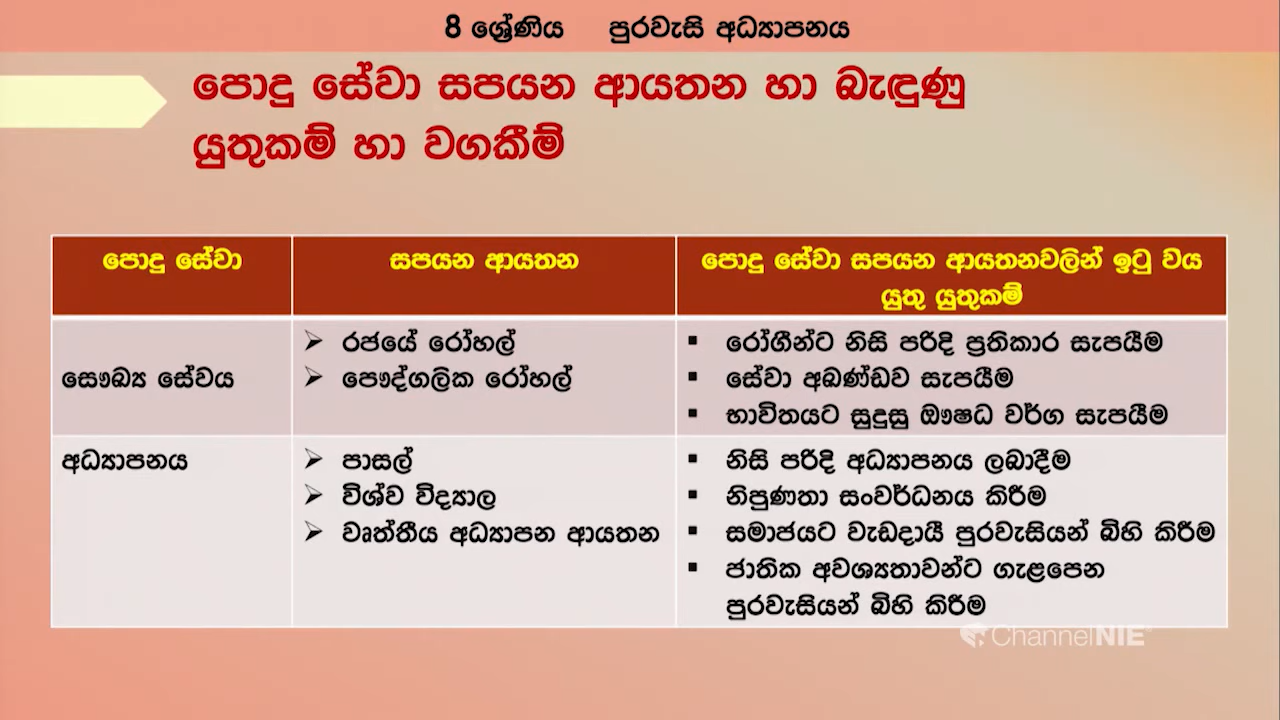 8 ශ්‍රේණිය පුරවැසි අධ්‍යාපනය
පොදු සේවා සපයන ආයතන හා බැඳුණු
යුතුකම් හා වගකීම්
පොදු සේවා
සපයන ආයතන
පොදු සේවා සපයන ආයතනවලින් ඉටු විය
යුතු යුතුකම්
සෞඛ්‍ය සේවය
➢ රජයේ රෝහල්
➢ පෞද්ගලික රෝහල්
▪ රෝගීන්ට නිසි පරිදි ප්‍රතිකාර සැපයීම
▪ සේවා අඛණ්ඩව සැපයීම
▪ භාවිතයට සුදුසු ඖෂධ වර්ග සැපයීම
අධ්‍යාපනය
➢ පාසල්
➢ විශ්ව විද්‍යාල
➢ වෘත්තීය අධ්‍යාපන ආයතන
▪ නිසි පරිදි අධ්‍යාපනය ලබාදීම
▪ නිපුණතා සංවර්ධනය කිරීම
▪ සමාජයට වැඩදායී පුරවැසියන් බිහි කිරීම
▪ ජාතික අවශ්‍යතාවන්ට ගැළපෙන
පුරවැසියන් බිහි කිරීම
ChannelNIE